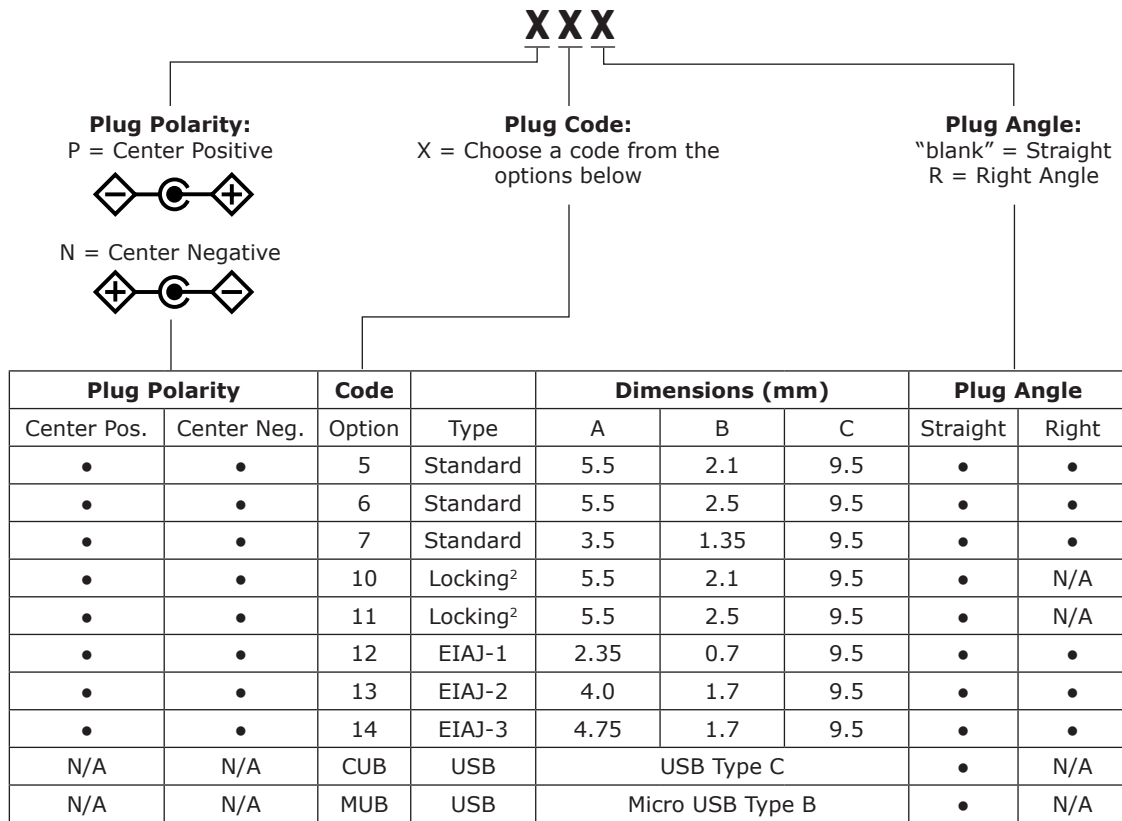 X X X
Plug Polarity:
P = Center Positive
N = Center Negative
Plug Code:
X = Choose a code from the
options below
Plug Angle:
“blank” = Straight
R = Right Angle
Plug Polarity Code Dimensions (mm) Plug Angle
Center Pos. Center Neg. Option Type A B C Straight Right
● ● 5 Standard 5.5 2.1 9.5 ● ●
● ● 6 Standard 5.5 2.5 9.5 ● ●
● ● 7 Standard 3.5 1.35 9.5 ● ●
● ● 10 Locking² 5.5 2.1 9.5 ● N/A
● ● 11 Locking² 5.5 2.5 9.5 ● N/A
● ● 12 EIAJ-1 2.35 0.7 9.5 ● ●
● ● 13 EIAJ-2 4.0 1.7 9.5 ● ●
● ● 14 EIAJ-3 4.75 1.7 9.5 ● ●
N/A N/A CUB USB USB Type C ● N/A
N/A N/A MUB USB Micro USB Type B ● N/A